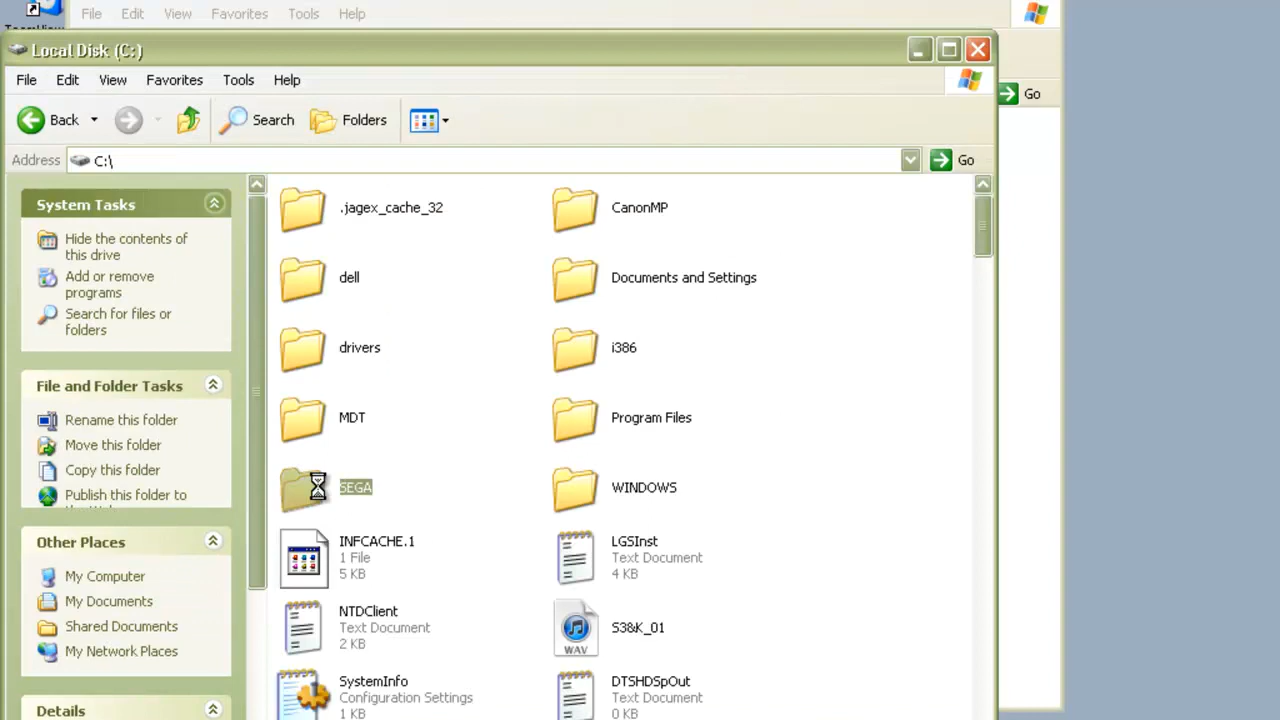 File Edit View Favorites Tools Help
Local Disk (C:)
File Edit View Favorites Tools Help
Go
Back Search Folders
Address C:\ Go
System Tasks
Hide the contents of
this drive
Add or remove
programs
Search for files or
folders
File and Folder Tasks
Rename this folder
Move this folder
Copy this folder
Publish this folder to
Other Places
My Computer
My Documents
Shared Documents
My Network Places
Details
.jagex_cache_32
CanonMP
dell
Documents and Settings
drivers
i386
MDT
Program Files
SEGA
WINDOWS
INFCACHE.1
1 File
5 KB
LGSInst
Text Document
4 KB
NTDClient
Text Document
2 KB
WAV
S3&K_01
SystemInfo
Configuration Settings
1 KB
DTSHDSpOut
Text Document
0 KB